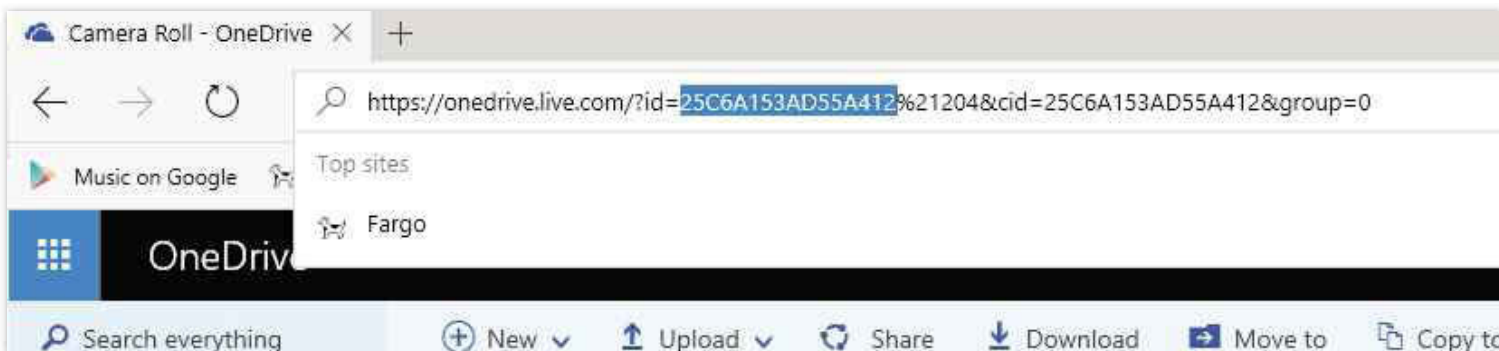 Camera Roll - OneDrive
https://onedrive.live.com/?id=25C6A153AD55A412%21204&cid=25C6A153AD55A412&group=0
Top sites
Music on Google
Fargo
OneDrive
Search everything New Upload Share Download Move to Copy to